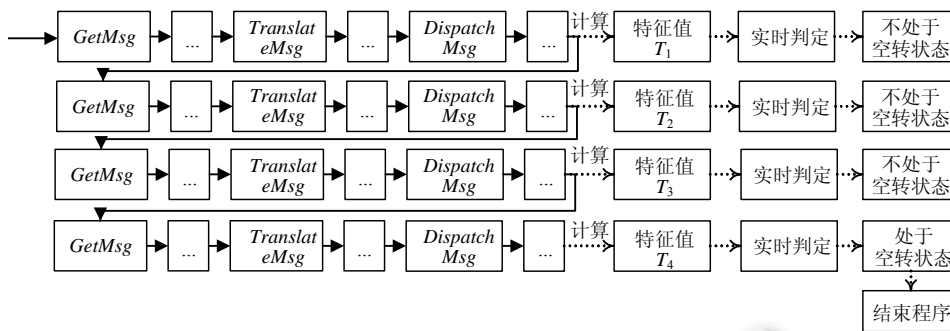 计算
GetMsg
...
Translat
eMsg
...
Dispatch
Msg
...
特征值
T1
实时判定
不处于
空转状态
计算
GetMsg
...
Translat
eMsg
...
Dispatch
Msg
...
特征值
T2
实时判定
不处于
空转状态
计算
GetMsg
...
Translat
eMsg
...
Dispatch
Msg
...
特征值
T3
实时判定
不处于
空转状态
计算
GetMsg
...
Translat
eMsg
...
Dispatch
Msg
...
特征值
T4
实时判定
处于
空转状态
结束程序